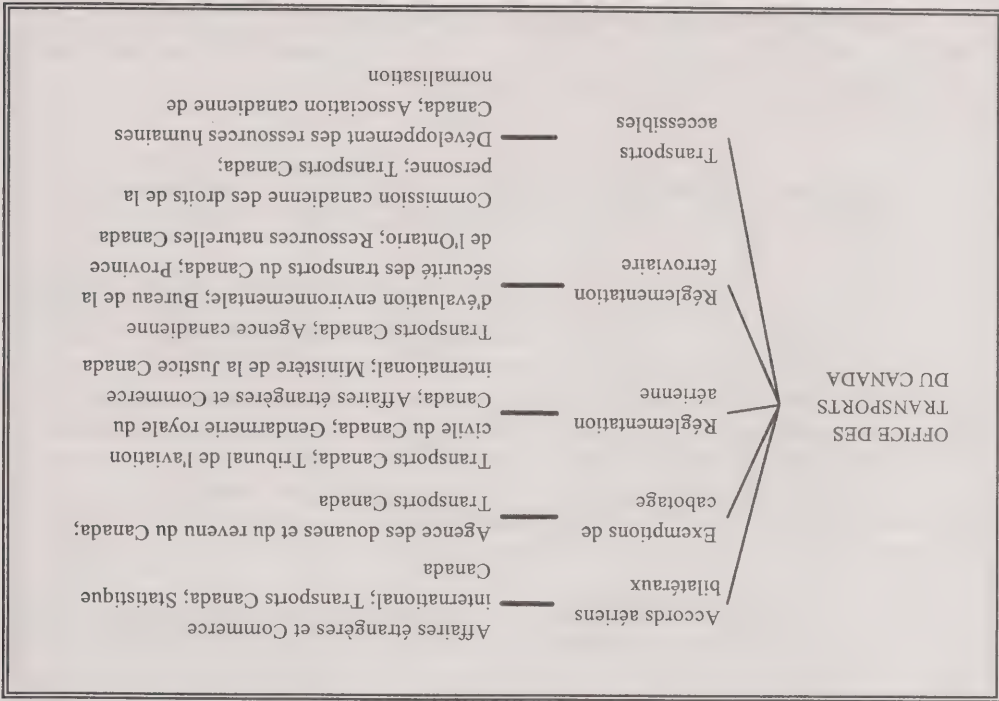 OFFICE DES
TRANSPORTS
DU CANADA
Accords aériens
bilatéraux
Affaires étrangères et Commerce
international; Transports Canada; Statistique
Canada
Exemptions de
cabotage
Agence des douanes et du revenu du Canada;
Transports Canada
Réglementation
aérienne
Transports Canada; Tribunal de l'aviation
civile du Canada; Gendarmerie royale du
Canada; Affaires étrangères et Commerce
international; Ministère de la Justice Canada
Réglementation
ferroviaire
Transports Canada; Agence canadienne
d'évaluation environnementale; Bureau de la
sécurité des transports du Canada; Province
de l'Ontario; Ressources naturelles Canada
Transports
accessibles
Commission canadienne des droits de la
personne; Transports Canada;
Développement des ressources humaines
Canada; Association canadienne de
normalisation